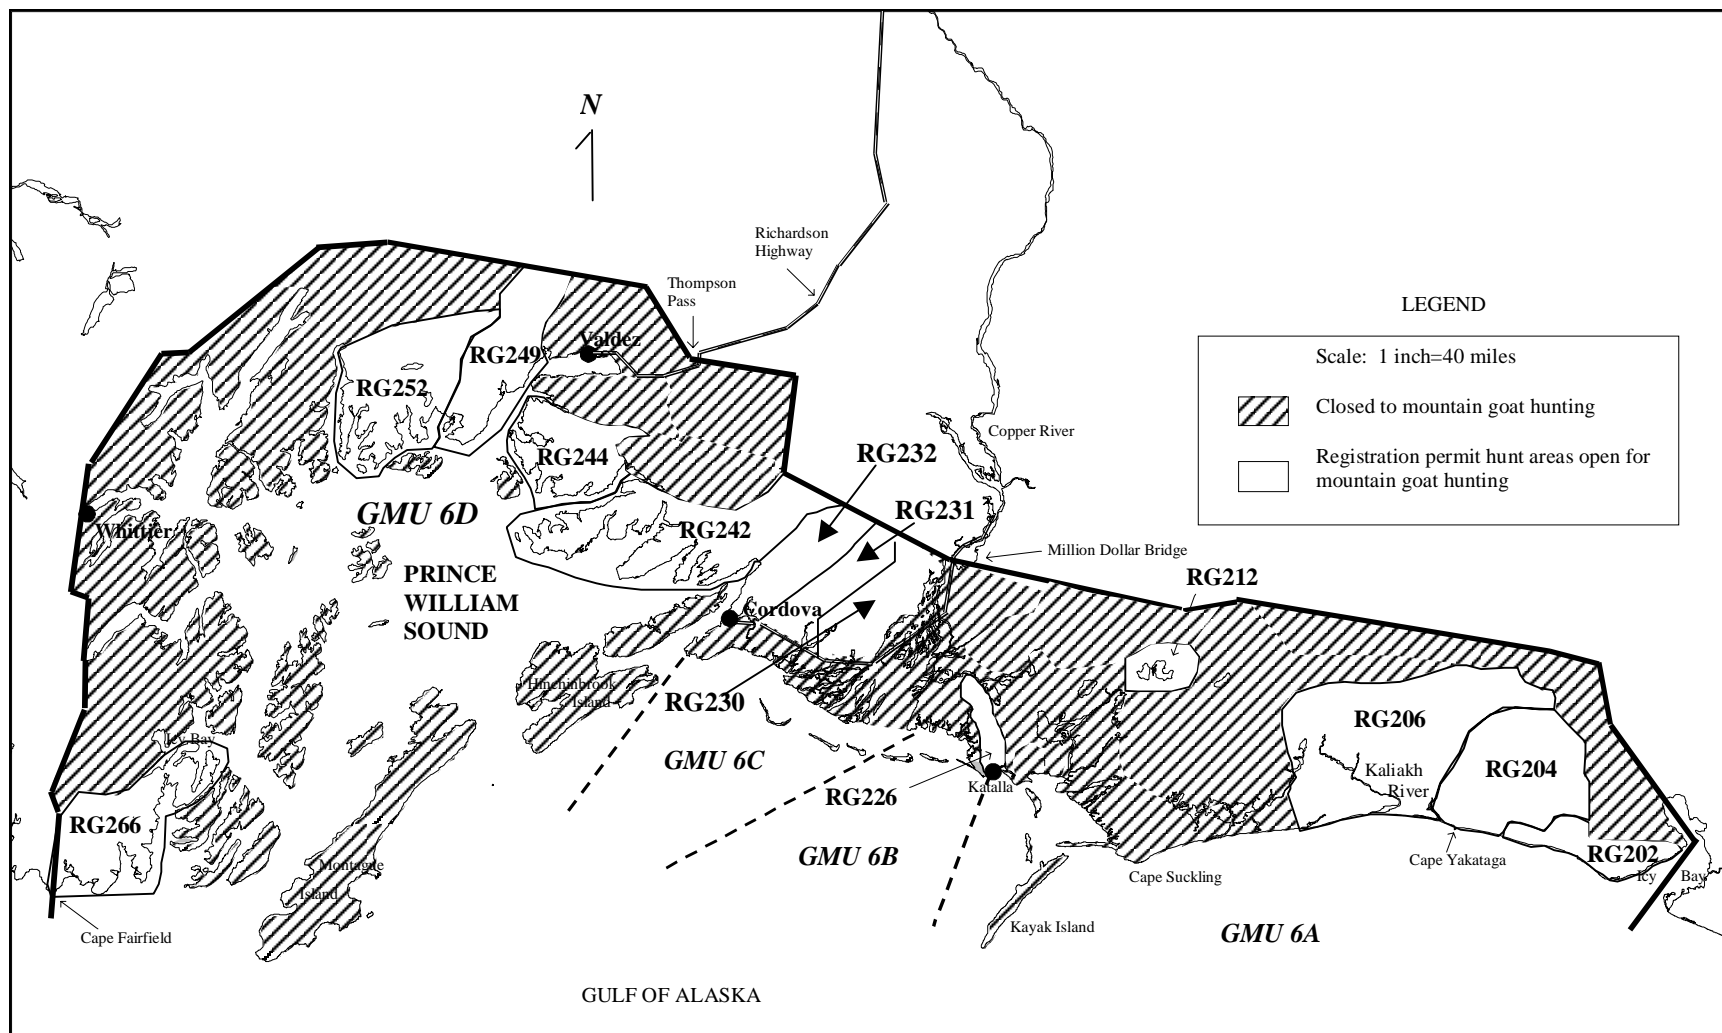 N
Richardson
Highway
Thompson
Pass
LEGEND
Scale: 1 inch=40 miles
Closed to mountain goat hunting
Registration permit hunt areas open for
mountain goat hunting
Valdez
RG249
RG252
Copper River
RG232
RG244
RG231
GMU 6D
Whittier
RG242
Million Dollar Bridge
RG212
PRINCE
WILLIAM
SOUND
Cordova
Hinchinbrook
Island
RG230
RG206
Icy Bay
GMU 6C
RG204
Kaliakh
River
Katalla
RG226
RG266
GMU 6B
Cape Yakataga
RG202
Montague
Island
Cape Suckling
Icy Bay
Kayak Island
GMU 6A
Cape Fairfield
GULF OF ALASKA